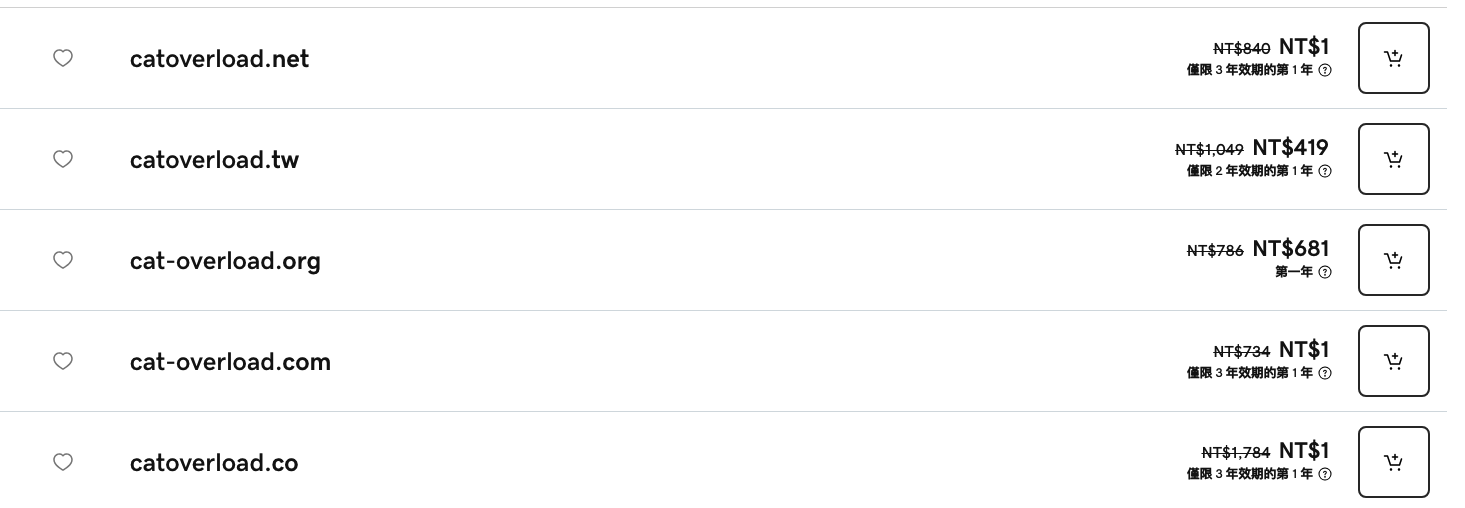 catoverload.net
NT$840 NT$1
僅限 3 年效期的第 1 年 ?
catoverload.tw
NT$1,049 NT$419
僅限 2 年效期的第 1 年 ?
cat-overload.org
NT$786 NT$681
第一年 ?
cat-overload.com
NT$734 NT$1
僅限 3 年效期的第 1 年 ?
catoverload.co
NT$1,784 NT$1
僅限 3 年效期的第 1 年 ?